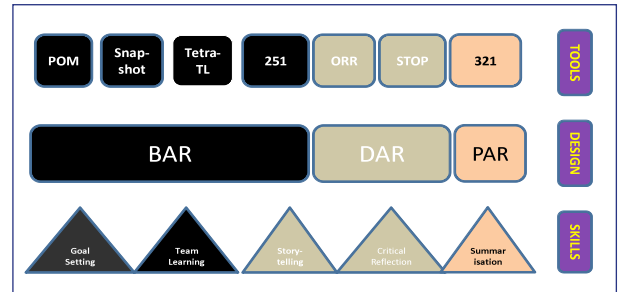 POM
Snap-
shot
Tetra-
TL
251
ORR
STOP
321
TOOLS
BAR
DAR
PAR
DESIGN
Goal
Setting
Team
Learning
Story-
telling
Critical
Reflection
Summar
isation
SKILLS